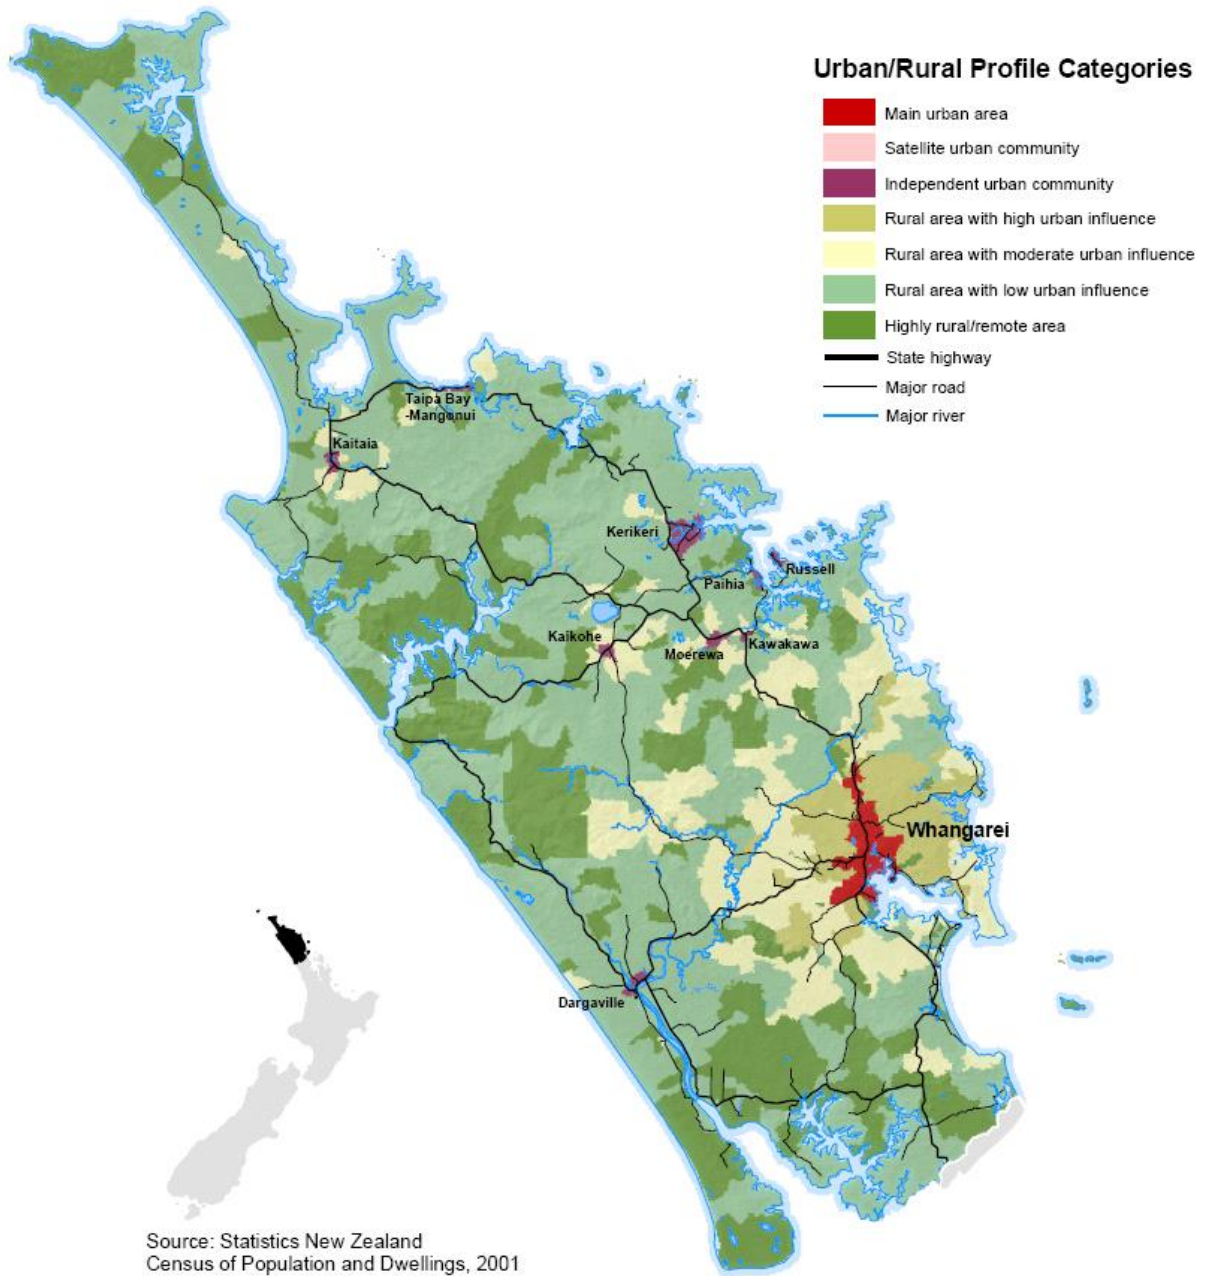 Urban/Rural Profile Categories
Main urban area
Satellite urban community
Independent urban community
Rural area with high urban influence
Rural area with moderate urban influence
Rural area with low urban influence
Highly rural/remote area
State highway
Major road
Major river
Taipa Bay
-Mangonui
Kaitaia
Kerikeri
Russell
Paihia
Kaikohe
Moerewa
Kawakawa
Whangarei
Dargaville
Source: Statistics New Zealand
Census of Population and Dwellings, 2001